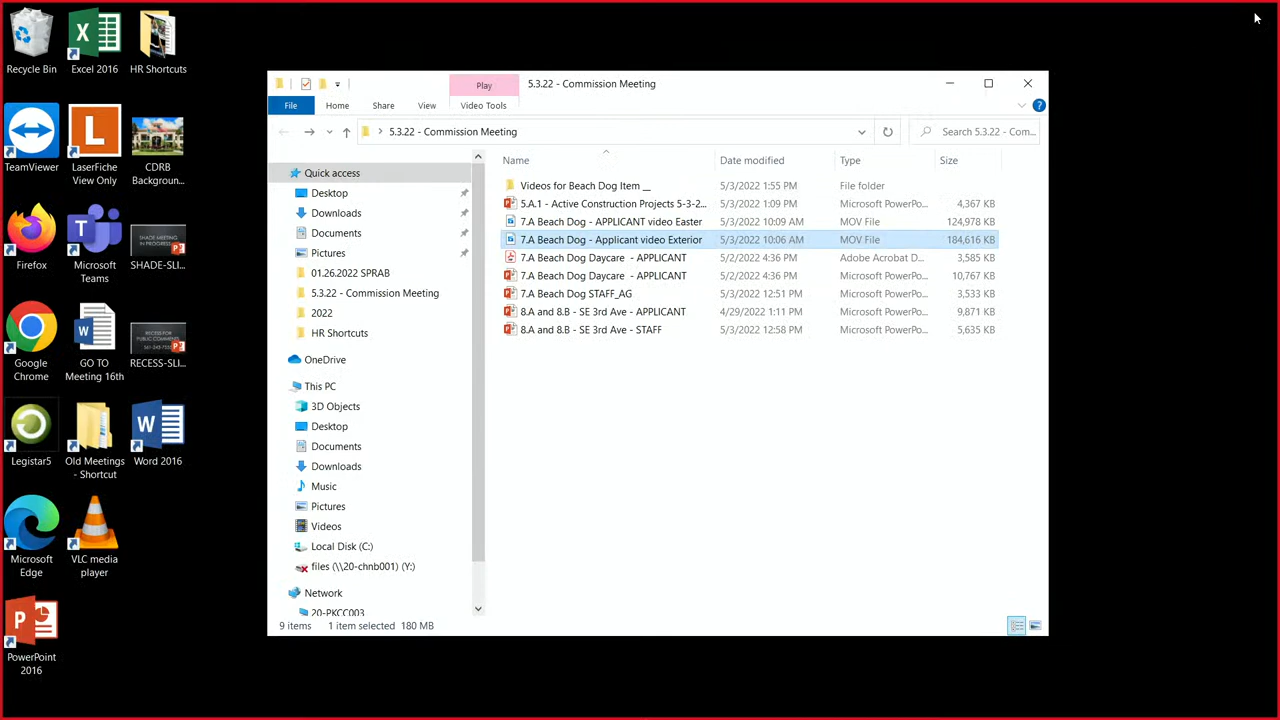 Recycle Bin
Excel 2016
HR Shortcuts
TeamViewer
LaserFiche
View Only
CDRB
Backgroun...
Firefox
Microsoft
Teams
SHADE-SLI...
Google
Chrome
GO TO
Meeting 16th
RECESS-SLI...
Legistar5
Old Meetings
- Shortcut
Word 2016
Microsoft
Edge
VLC media
player
PowerPoint
2016
Play
5.3.22 - Commission Meeting
File
Home
Share
View
Video Tools
5.3.22 - Commission Meeting
Search 5.3.22 - Com...
Quick access
Desktop
Downloads
Documents
Pictures
01.26.2022 SPRAB
5.3.22 - Commission Meeting
2022
HR Shortcuts
OneDrive
This PC
3D Objects
Desktop
Documents
Downloads
Music
Pictures
Videos
Local Disk (C:)
files (\\20-chnb001) (Y:)
Network
20-PKCC003
Name Date modified Type Size
Videos for Beach Dog Item __ 5/3/2022 1:55 PM File folder
5.A.1 - Active Construction Projects 5-3-2... 5/3/2022 1:09 PM Microsoft PowerPo... 4,367 KB
7.A Beach Dog - APPLICANT video Easter 5/3/2022 10:09 AM MOV File 124,978 KB
7.A Beach Dog - Applicant video Exterior 5/3/2022 10:06 AM MOV File 184,616 KB
7.A Beach Dog Daycare - APPLICANT 5/2/2022 4:36 PM Adobe Acrobat D... 3,585 KB
7.A Beach Dog Daycare - APPLICANT 5/2/2022 4:36 PM Microsoft PowerPo... 10,767 KB
7.A Beach Dog STAFF_AG 5/3/2022 12:51 PM Microsoft PowerPo... 3,533 KB
8.A and 8.B - SE 3rd Ave - APPLICANT 4/29/2022 1:11 PM Microsoft PowerPo... 9,871 KB
8.A and 8.B - SE 3rd Ave - STAFF 5/3/2022 12:58 PM Microsoft PowerPo... 5,635 KB
9 items 1 item selected 180 MB